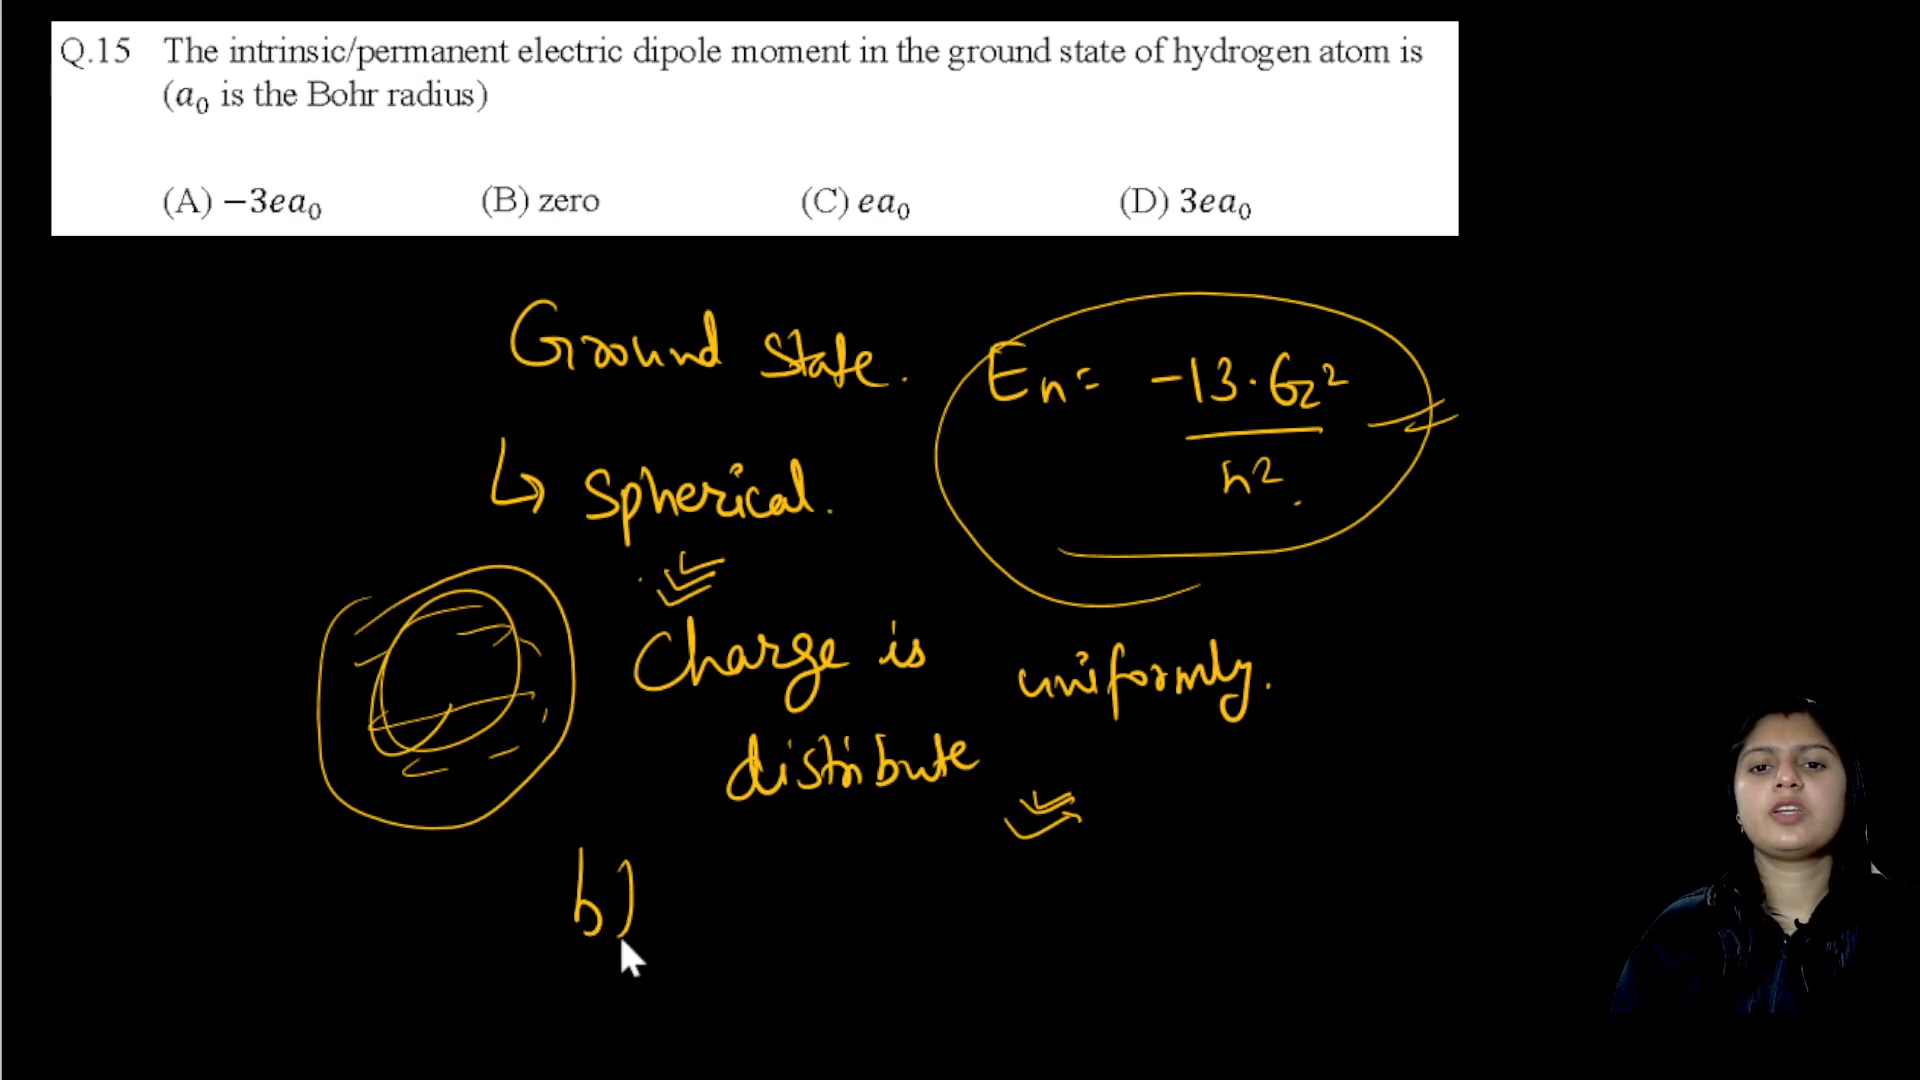 Q.15 The intrinsic/permanent electric dipole moment in the ground state of hydrogen atom is
(a₀ is the Bohr radius)
(A) −3ea₀ (B) zero (C) ea₀ (D) 3ea₀
Ground State.
Eₙ = -13.6z²
n².
↳ Spherical.
Charge is uniformly.
distribute
b)